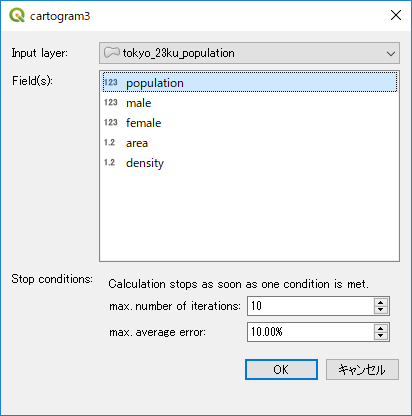 cartogram3
Input layer: tokyo_23ku_population
Field(s):
123 population
123 male
123 female
1.2 area
1.2 density
Stop conditions: Calculation stops as soon as one condition is met.
max. number of iterations: 10
max. average error: 10.00%
OK キャンセル